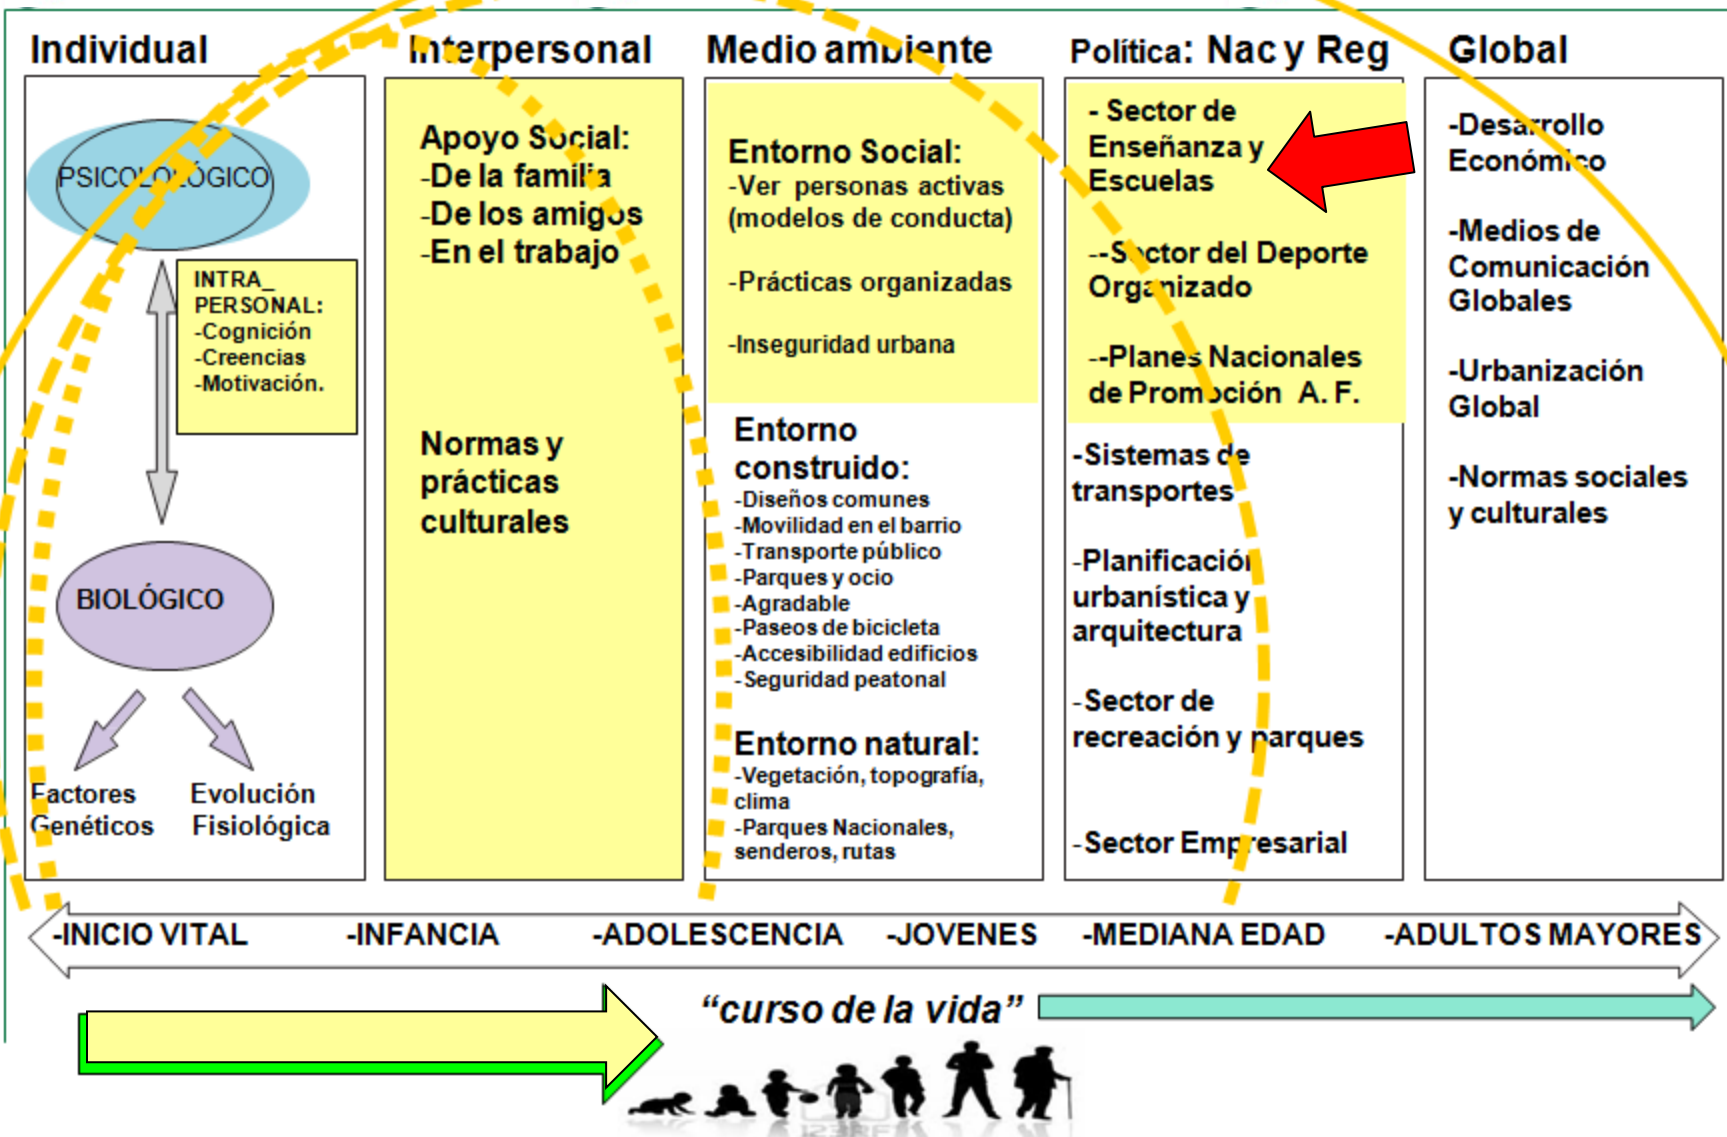 Individual
PSICOLOLÓGICO
INTRA_
PERSONAL:
-Cognición
-Creencias
-Motivación.
BIOLÓGICO
Factores
Genéticos
Evolución
Fisiológica
Interpersonal
Apoyo Social:
-De la familia
-De los amigos
-En el trabajo
Normas y
prácticas
culturales
Medio ambiente
Entorno Social:
-Ver personas activas
(modelos de conducta)
-Prácticas organizadas
-Inseguridad urbana
Entorno
construido:
-Diseños comunes
-Movilidad en el barrio
-Transporte público
-Parques y ocio
-Agradable
-Paseos de bicicleta
-Accesibilidad edificios
-Seguridad peatonal
Entorno natural:
-Vegetación, topografía,
clima
-Parques Nacionales,
senderos, rutas
Política: Nac y Reg
- Sector de
Enseñanza y
Escuelas
--Sector del Deporte
Organizado
--Planes Nacionales
de Promoción A. F.
-Sistemas de
transportes
-Planificación
urbanística y
arquitectura
-Sector de
recreación y parques
-Sector Empresarial
Global
-Desarrollo
Económico
-Medios de
Comunicación
Globales
-Urbanización
Global
-Normas sociales
y culturales
-INICIO VITAL -INFANCIA -ADOLESCENCIA -JOVENES -MEDIANA EDAD -ADULTOS MAYORES
“curso de la vida”
123RF